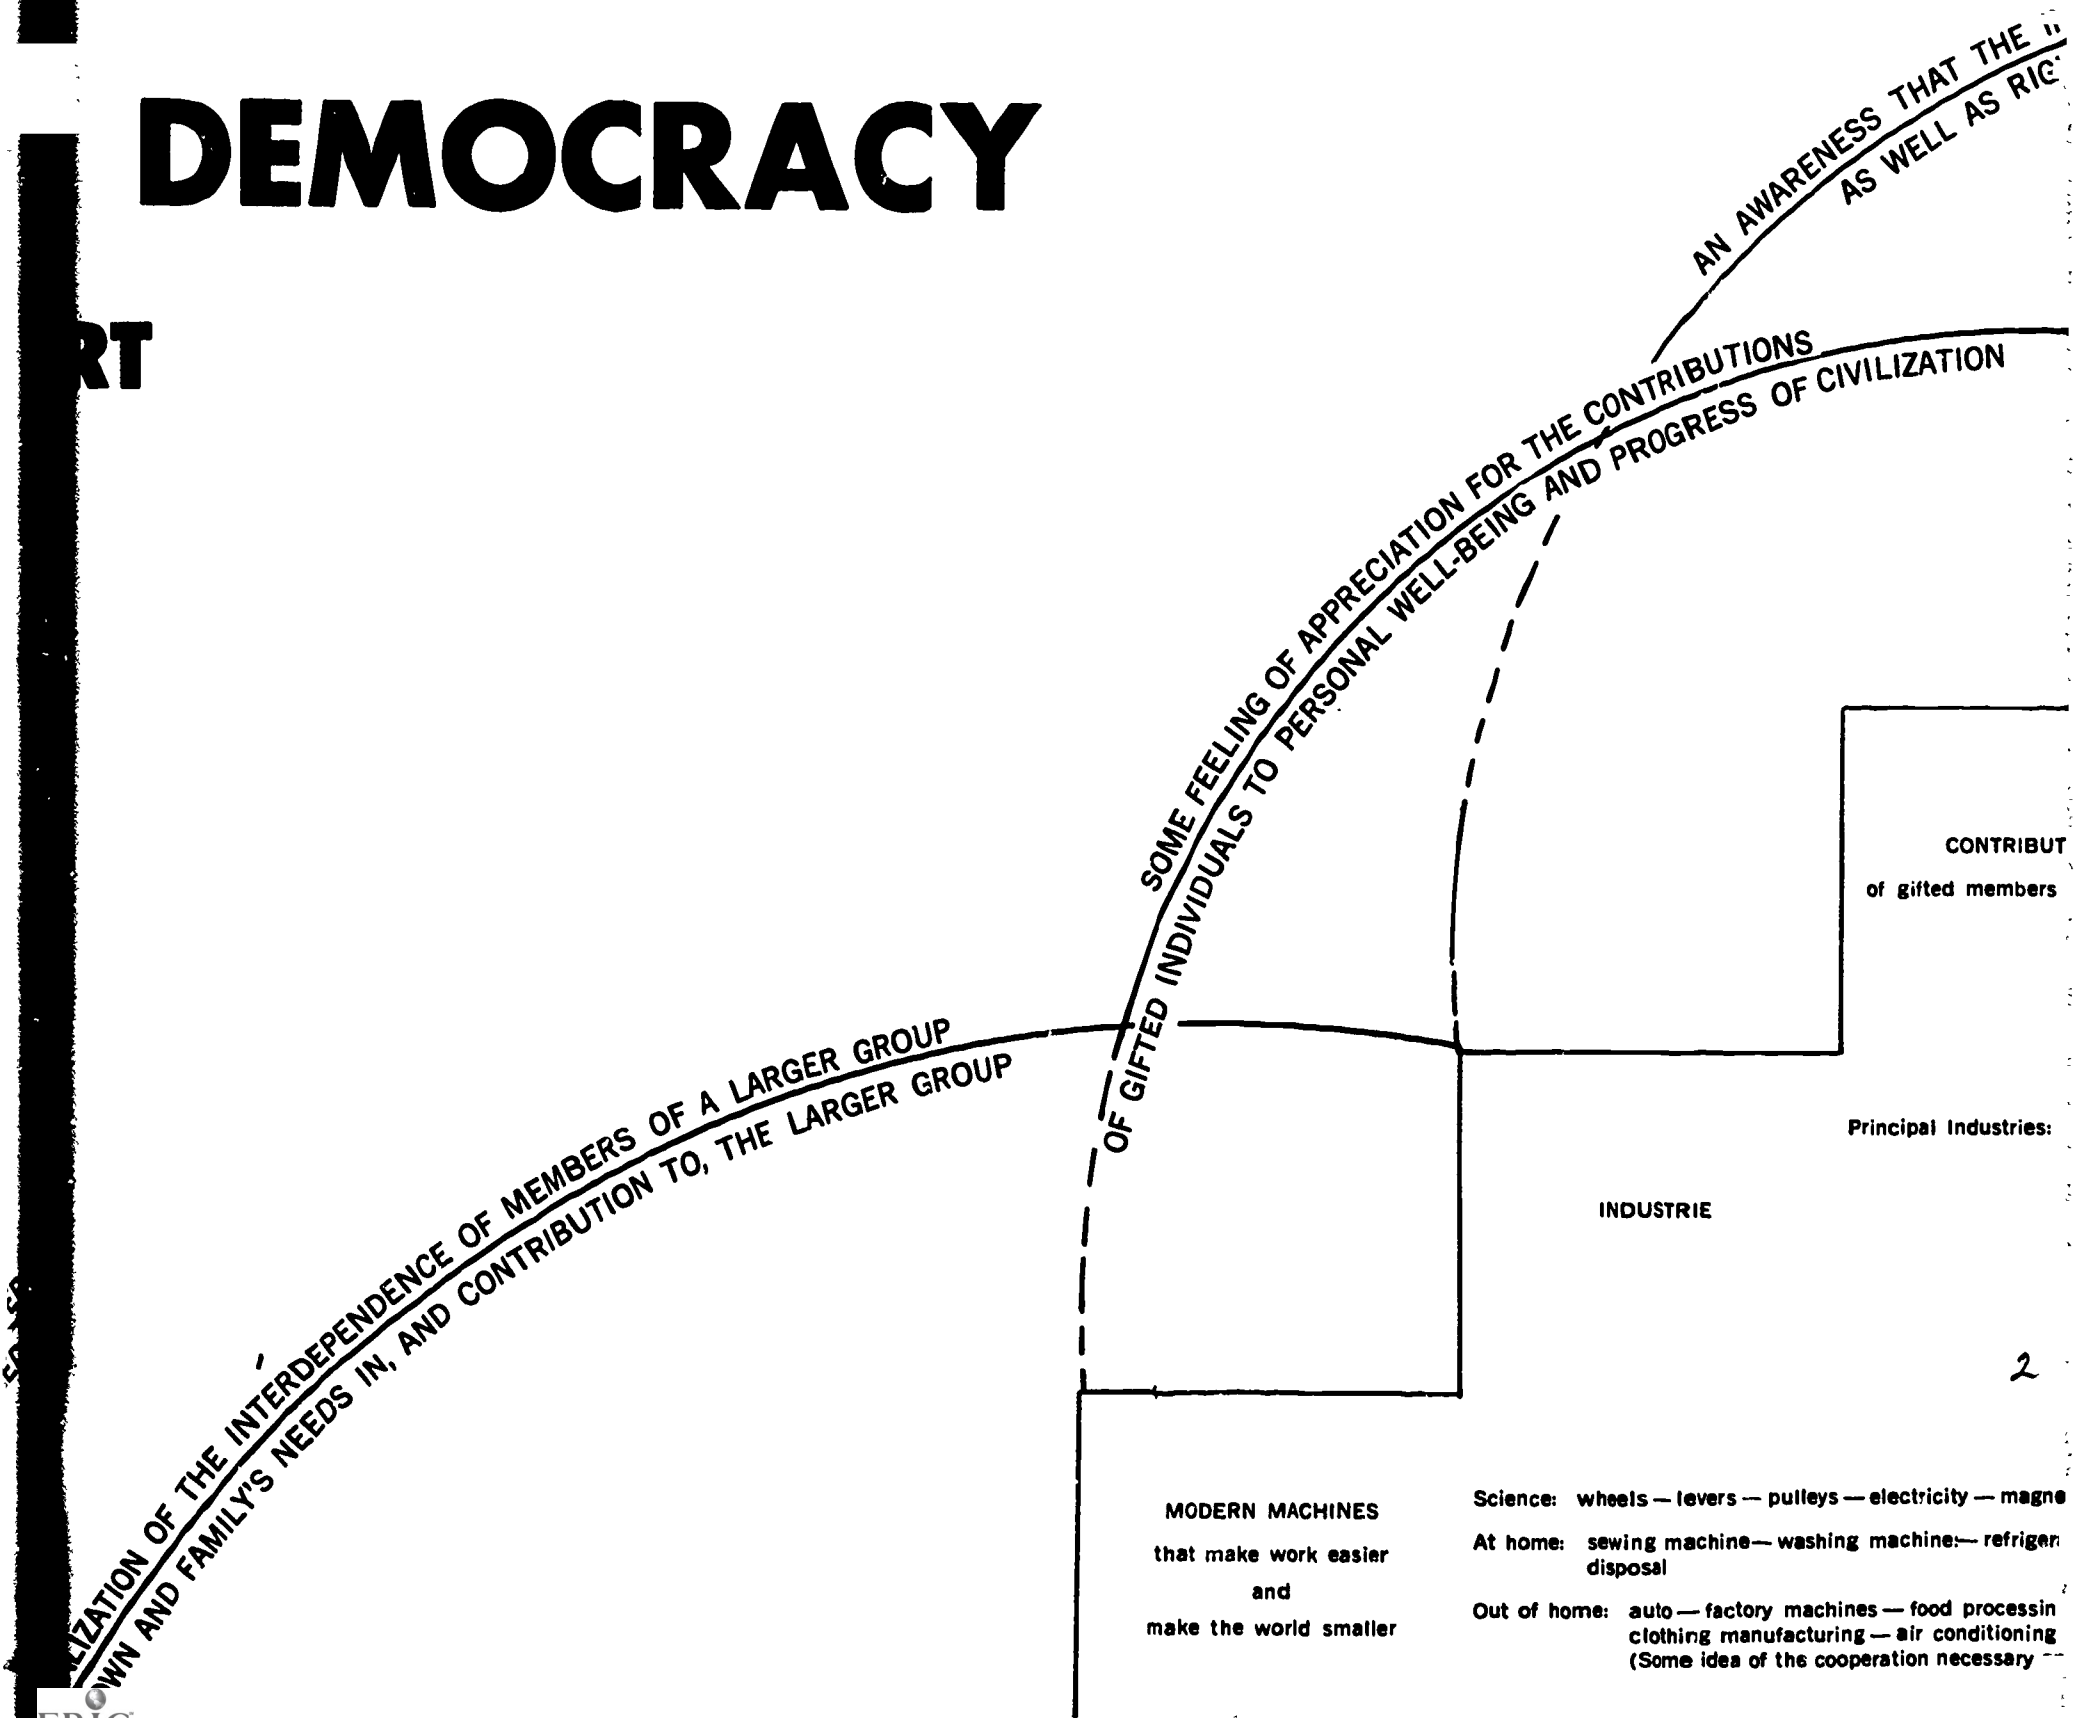 DEMOCRACY
RT
AN AWARENESS THAT THE
AS WELL AS
SOME FEELING OF APPRECIATION FOR THE CONTRIBUTIONS
OF GIFTED INDIVIDUALS TO PERSONAL WELL-BEING AND PROGRESS OF CIVILIZATION
CONTRIBUT
of gifted members
LIZATION OF THE INTERDEPENDENCE OF MEMBERS OF A LARGER GROUP
OWN AND FAMILY'S NEEDS IN, AND CONTRIBUTION TO, THE LARGER GROUP
Principal Industries:
INDUSTRIE
2
MODERN MACHINES
that make work easier
and
make the world smaller
Science: wheels — levers — pulleys — electricity — magne
At home: sewing machine — washing machine — refriger
disposal
Out of home: auto — factory machines — food processin
clothing manufacturing — air conditioning
(Some idea of the cooperation necessary
ERIC